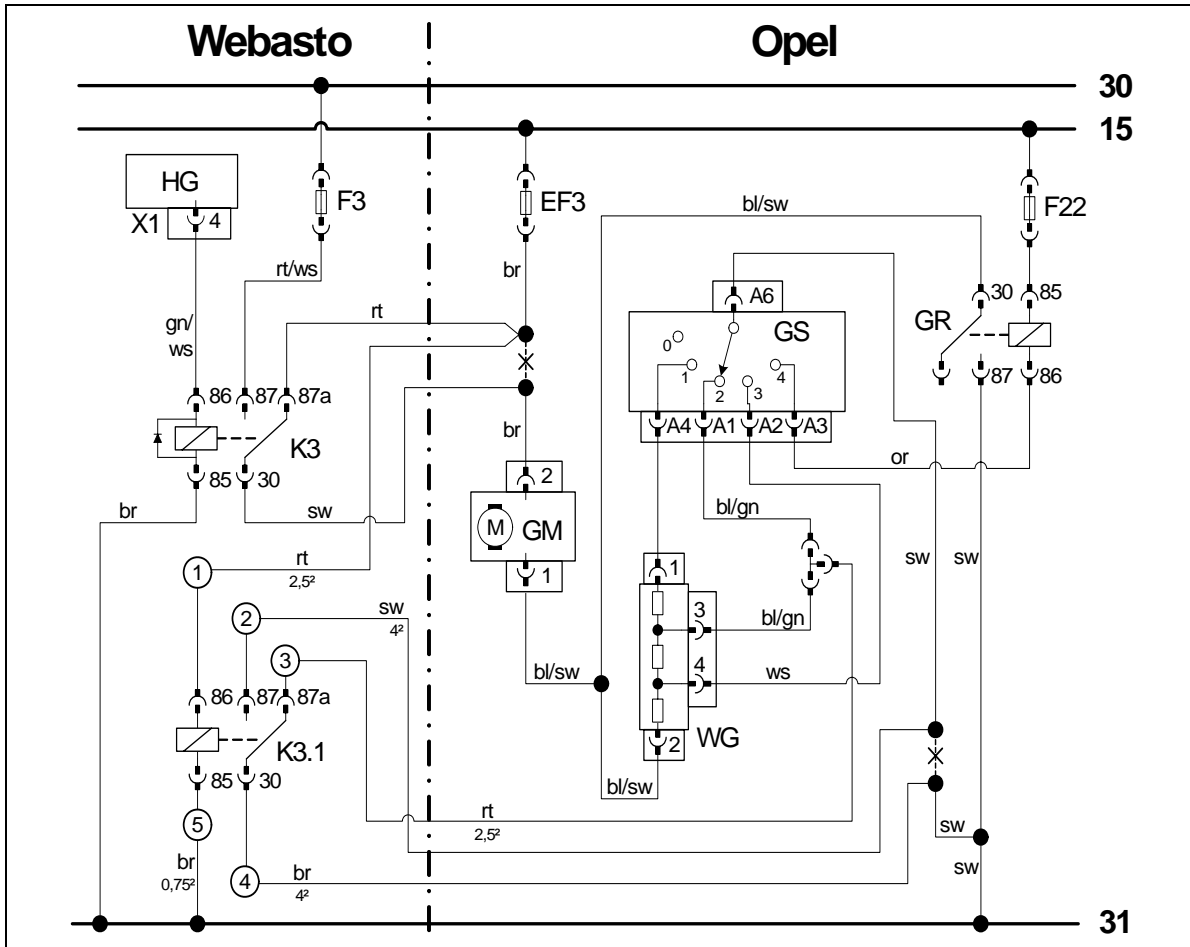 Webasto
Opel
30
15
HG
X1
4
F3
EF3
F22
bl/sw
rt/ws
br
A6
30
85
GR
GS
rt
gn/
ws
0
1
2
3
4
87
86
86
87
87a
A4
A1
A2
A3
K3
br
or
85
30
2
br
sw
M
GM
bl/gn
1
rt
2,5²
1
1
sw
sw
2
sw
4²
3
bl/gn
3
4
ws
bl/sw
86
87
87a
WG
2
K3.1
85
30
bl/sw
5
rt
2,5²
sw
br
0,75²
4
br
4²
sw
31